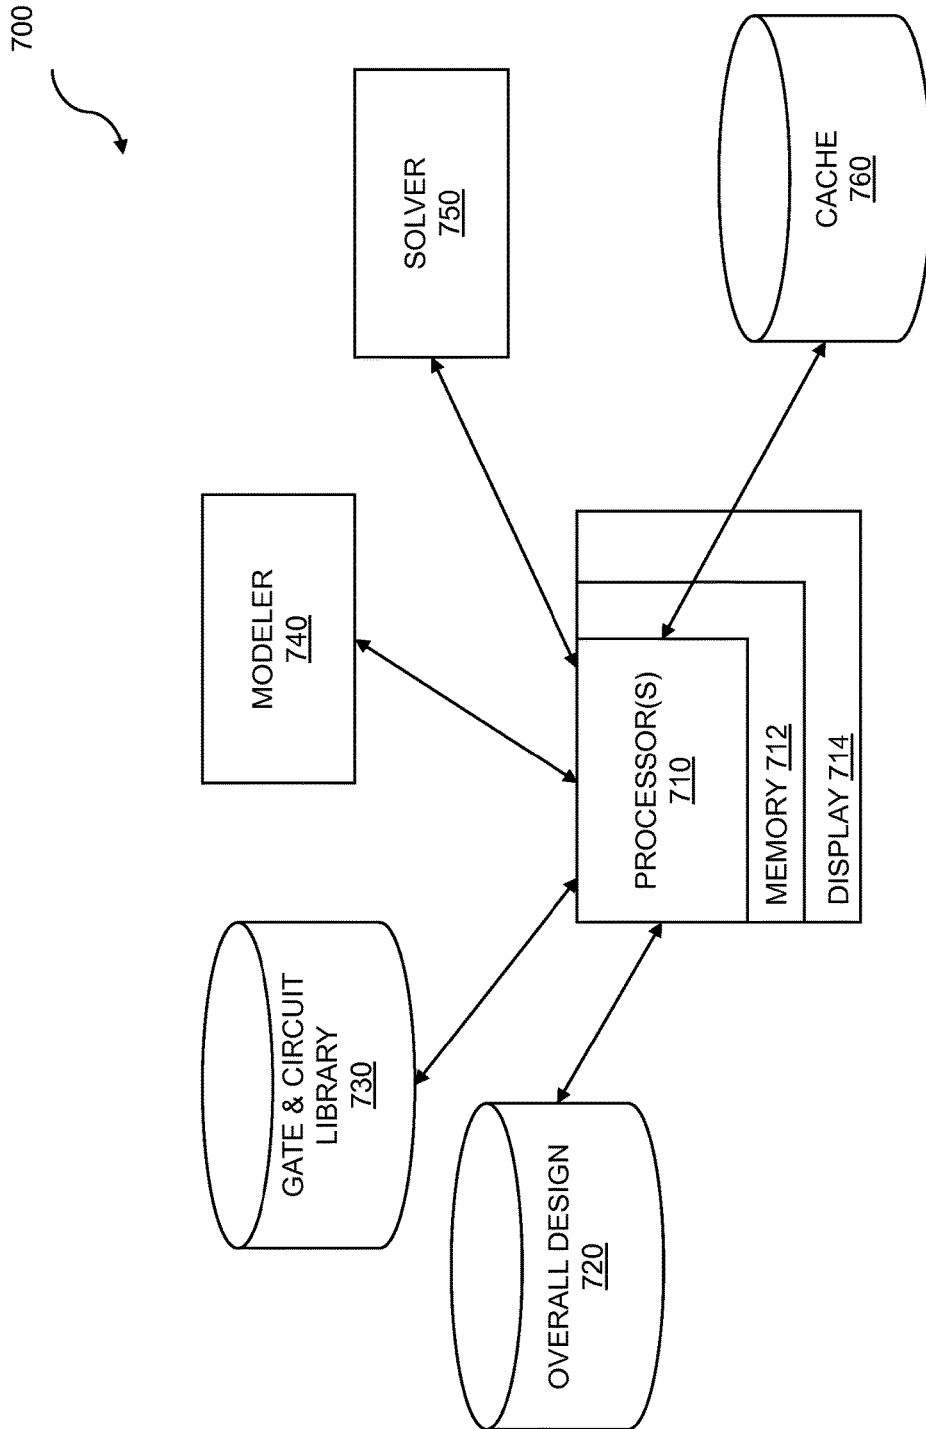 700
GATE & CIRCUIT
LIBRARY
730
MODELER
740
SOLVER
750
OVERALL DESIGN
720
PROCESSOR(S)
710
MEMORY 712
DISPLAY 714
CACHE
760